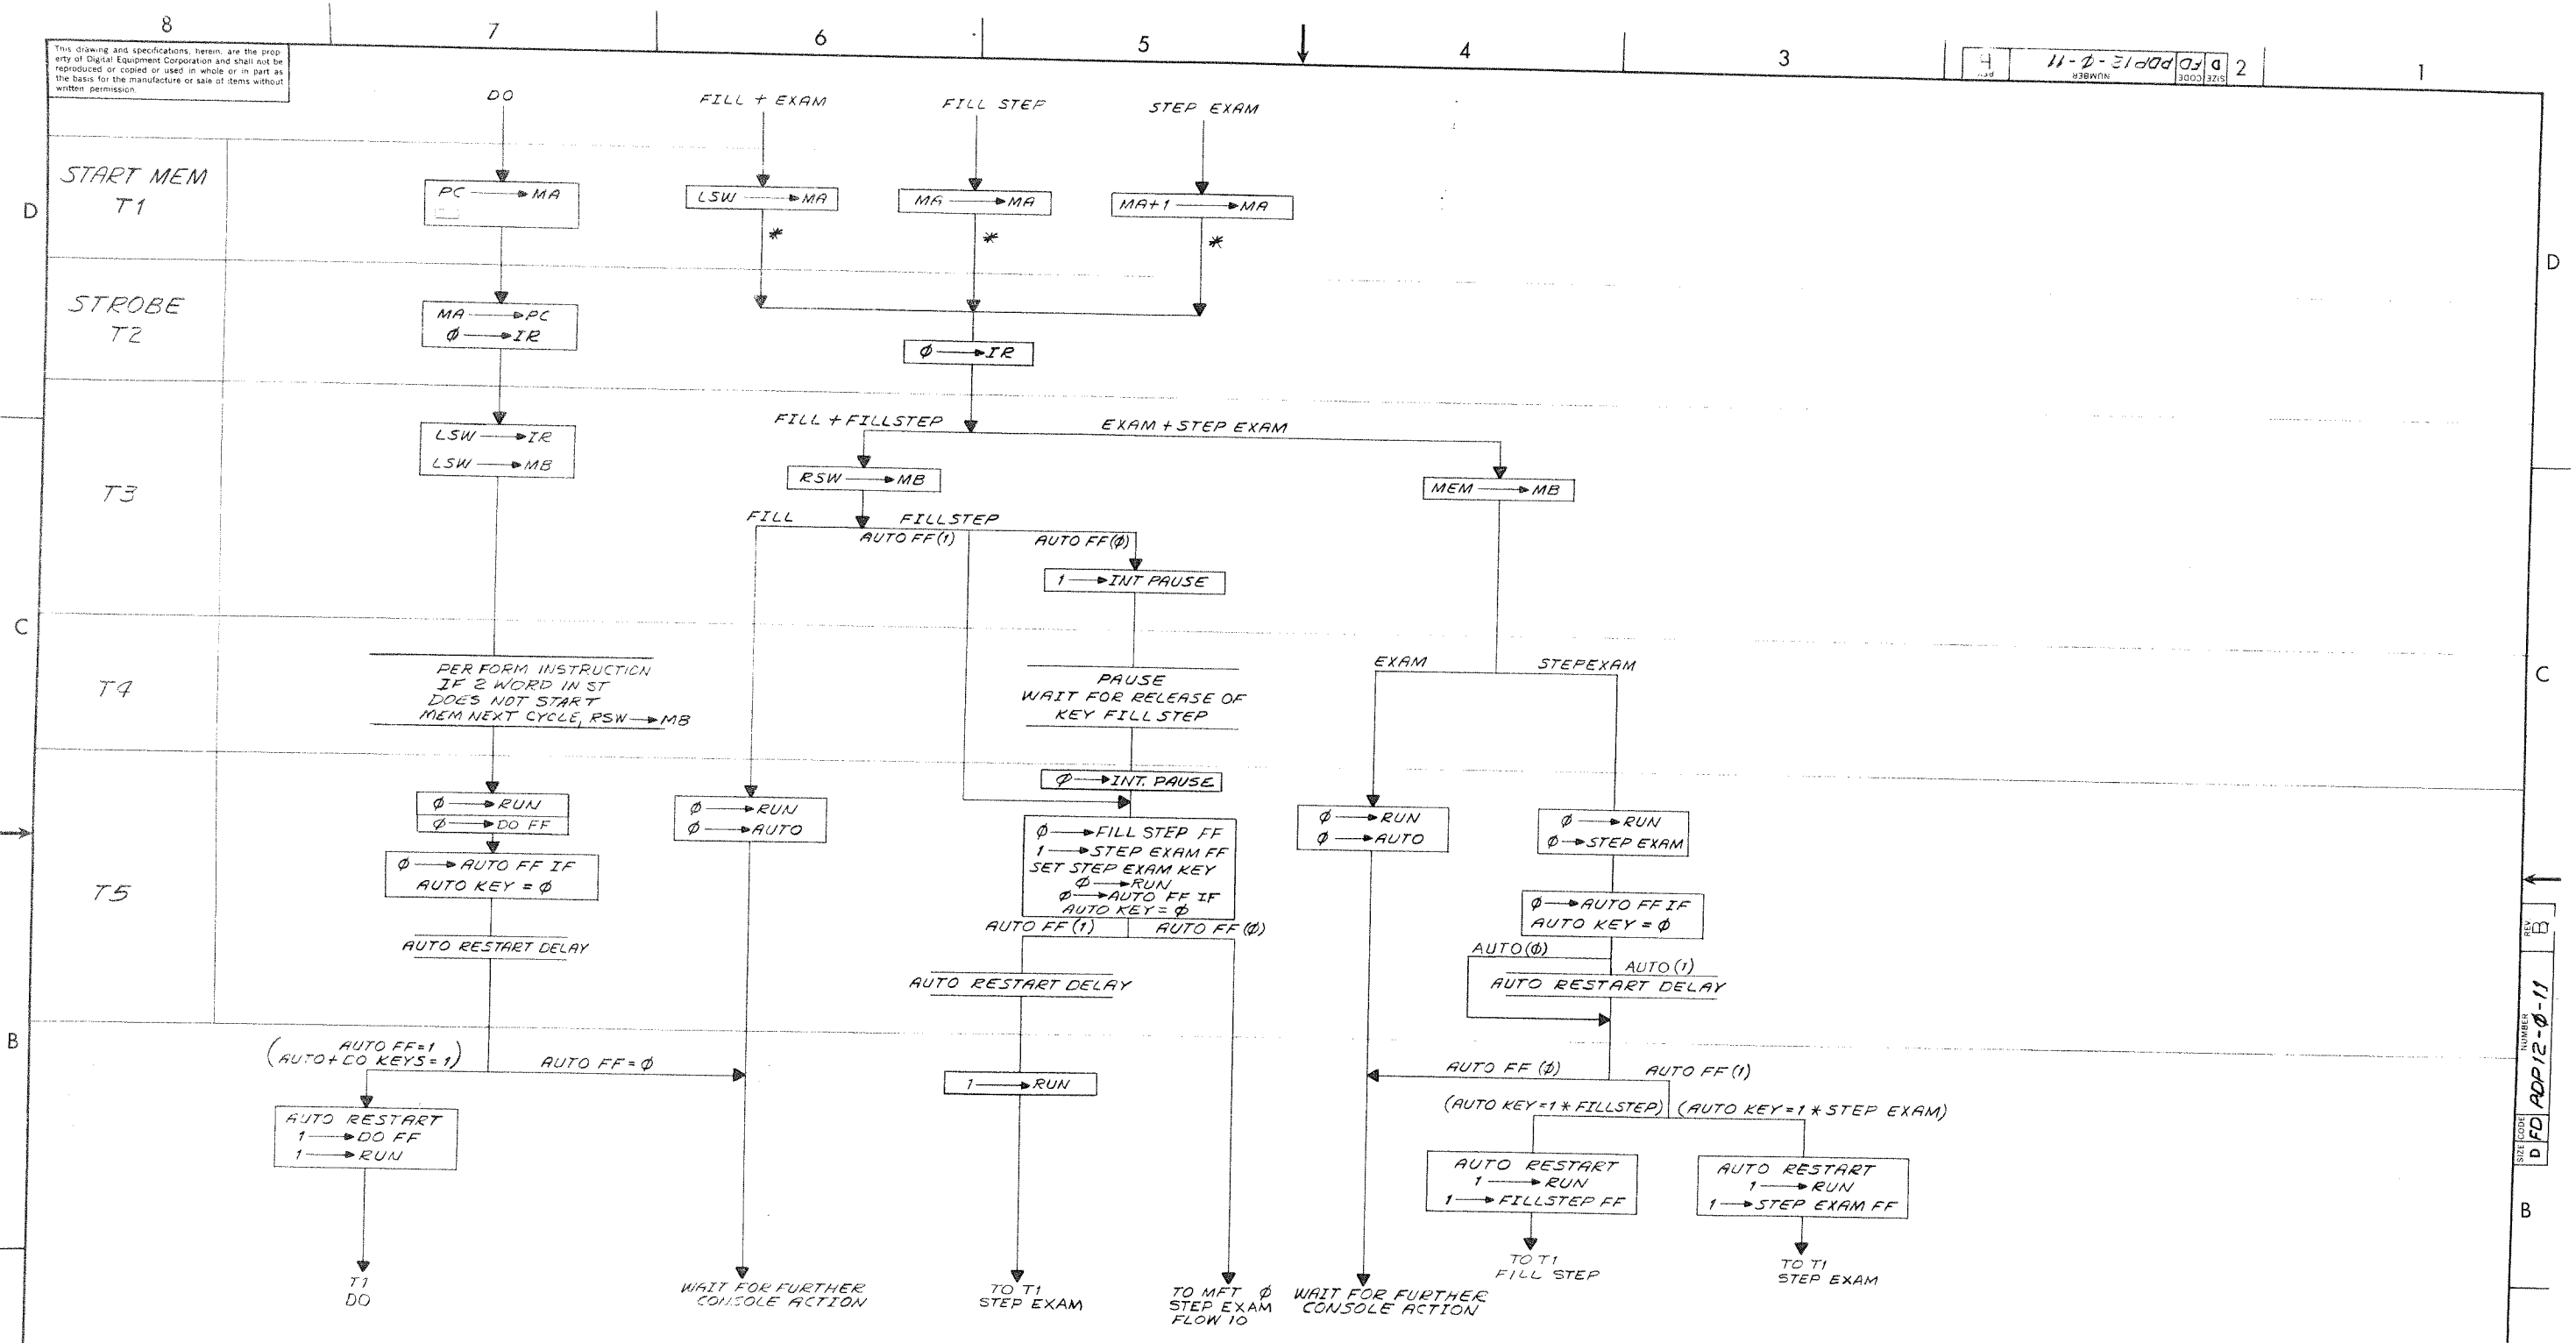 8
7
6
5
4
3
2
1
This drawing and specifications, herein, are the prop-
erty of Digital Equipment Corporation and shall not be
reproduced or copied or used in whole or in part as
the basis for the manufacture or sale of items without
written permission.
SIZE CODE NUMBER REV
D FD PDP12-Ø-11
DO
FILL + EXAM
FILL STEP
STEP EXAM
D
START MEM
T1
PC → MA
LSW → MA
MA → MA
MA+1 → MA
*
*
*
D
STROBE
T2
MA → PC
Ø → IR
Ø → IR
T3
LSW → IR
LSW → MB
FILL + FILLSTEP
EXAM + STEP EXAM
RSW → MB
MEM → MB
FILL
FILLSTEP
AUTO FF(1)
AUTO FF(Ø)
1 → INT PAUSE
C
T4
PERFORM INSTRUCTION
IF 2 WORD IN ST
DOES NOT START
MEM NEXT CYCLE, RSW → MB
PAUSE
WAIT FOR RELEASE OF
KEY FILL STEP
EXAM
STEPEXAM
C
T5
Ø → RUN
Ø → DO FF
Ø → AUTO FF IF
AUTO KEY = Ø
AUTO RESTART DELAY
Ø → RUN
Ø → AUTO
Ø → INT. PAUSE
Ø → FILL STEP FF
1 → STEP EXAM FF
SET STEP EXAM KEY
Ø → RUN
Ø → AUTO FF IF
AUTO KEY = Ø
AUTO FF (1)
AUTO FF (Ø)
AUTO RESTART DELAY
Ø → RUN
Ø → AUTO
Ø → RUN
Ø → STEP EXAM
Ø → AUTO FF IF
AUTO KEY = Ø
AUTO(Ø)
AUTO(1)
AUTO RESTART DELAY
B
AUTO FF=1
(AUTO + DO KEYS = 1)
AUTO FF = Ø
AUTO RESTART
1 → DO FF
1 → RUN
1 → RUN
AUTO FF (Ø)
AUTO FF (1)
(AUTO KEY=1 * FILLSTEP)
(AUTO KEY=1 * STEP EXAM)
AUTO RESTART
1 → RUN
1 → FILLSTEP FF
AUTO RESTART
1 → RUN
1 → STEP EXAM FF
T1
DO
WAIT FOR FURTHER
CONSOLE ACTION
TO T1
STEP EXAM
TO MFT Ø
STEP EXAM
FLOW 10
WAIT FOR FURTHER
CONSOLE ACTION
TO T1
FILL STEP
TO T1
STEP EXAM
SIZE CODE NUMBER REV
D FD PDP12-Ø-11 B
B